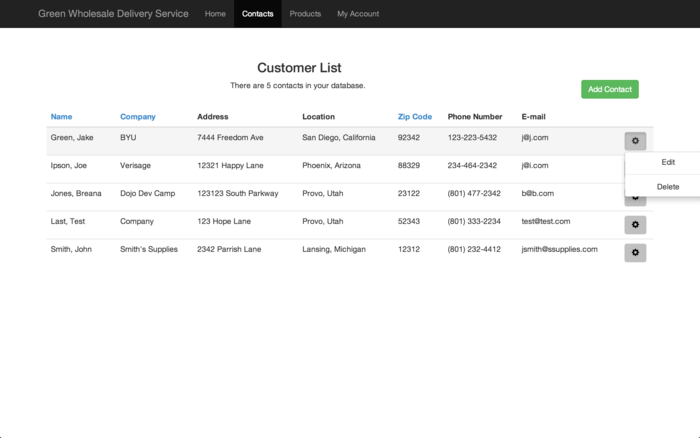 Green Wholesale Delivery Service Home Contacts Products My Account
Customer List
There are 5 contacts in your database.
Add Contact
Name Company Address Location Zip Code Phone Number E-mail
Green, Jake BYU 7444 Freedom Ave San Diego, California 92342 123-223-5432 j@j.com
Ipson, Joe Verisage 12321 Happy Lane Phoenix, Arizona 88329 234-464-2342 j@i.com
Edit
Jones, Breana Dojo Dev Camp 123123 South Parkway Provo, Utah 23122 (801) 477-2342 b@b.com
Delete
Last, Test Company 123 Hope Lane Provo, Utah 52343 (801) 333-2234 test@test.com
Smith, John Smith's Supplies 2342 Parrish Lane Lansing, Michigan 12312 (801) 232-4412 jsmith@ssupplies.com